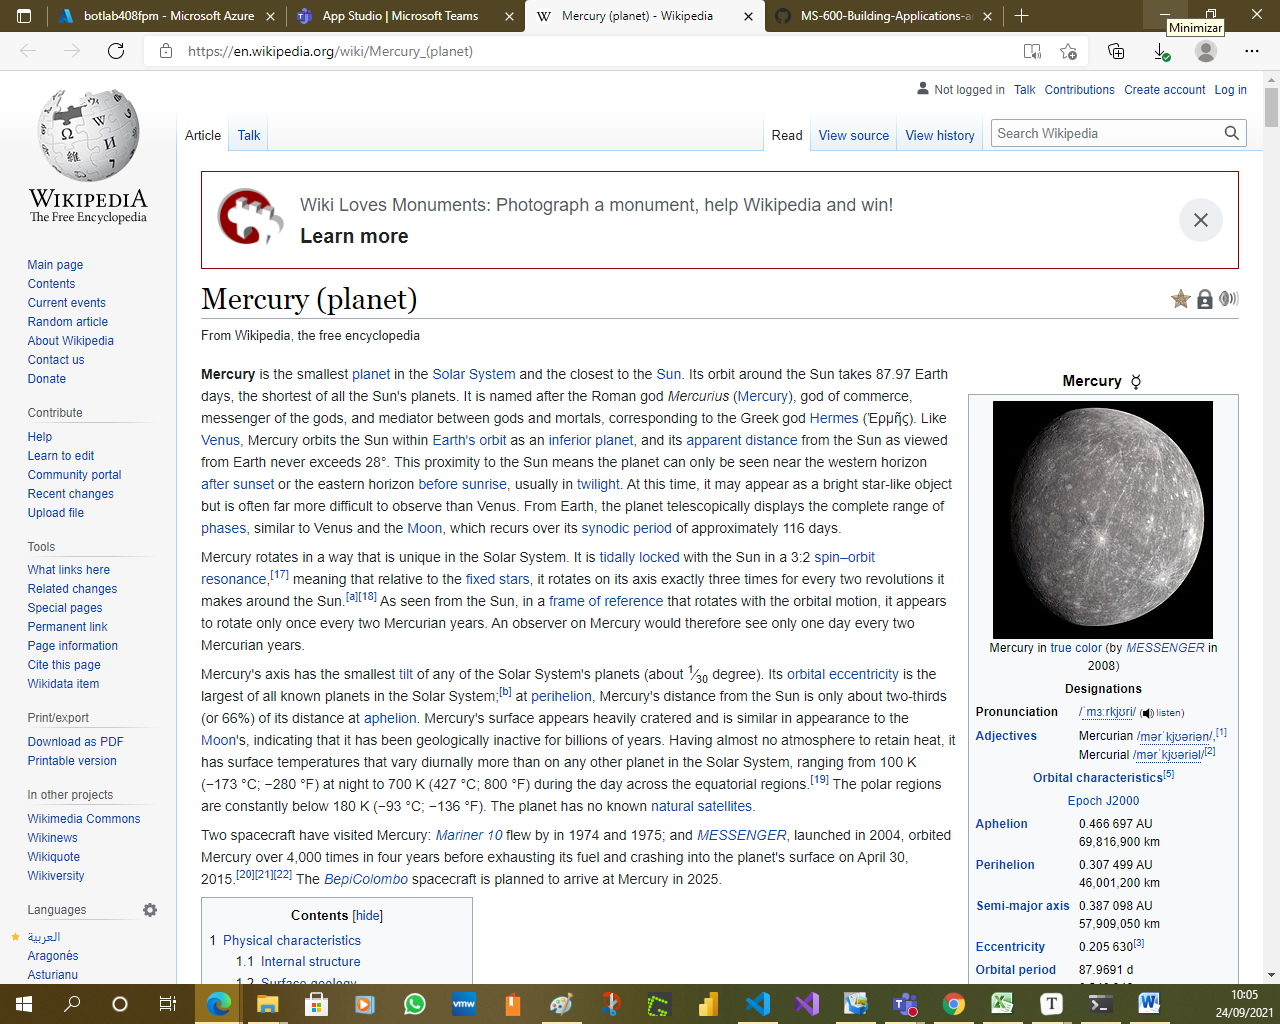 botlab408fpm - Microsoft Azure
App Studio | Microsoft Teams
Mercury (planet) - Wikipedia
MS-600-Building-Applications-a
Minimizar
https://en.wikipedia.org/wiki/Mercury_(planet)
Not logged in Talk Contributions Create account Log in
Article Talk Read View source View history Search Wikipedia
WIKIPEDIA
The Free Encyclopedia
Wiki Loves Monuments: Photograph a monument, help Wikipedia and win!
Learn more
Main page
Contents
Current events
Random article
About Wikipedia
Contact us
Donate
Contribute
Help
Learn to edit
Community portal
Recent changes
Upload file
Tools
What links here
Related changes
Special pages
Permanent link
Page information
Cite this page
Wikidata item
Print/export
Download as PDF
Printable version
In other projects
Wikimedia Commons
Wikinews
Wikiquote
Wikiversity
Languages
العربية
Aragonés
Asturianu
Mercury (planet)
From Wikipedia, the free encyclopedia
Mercury is the smallest planet in the Solar System and the closest to the Sun. Its orbit around the Sun takes 87.97 Earth
days, the shortest of all the Sun's planets. It is named after the Roman god Mercurius (Mercury), god of commerce,
messenger of the gods, and mediator between gods and mortals, corresponding to the Greek god Hermes (Ἑρμῆς). Like
Venus, Mercury orbits the Sun within Earth's orbit as an inferior planet, and its apparent distance from the Sun as viewed
from Earth never exceeds 28°. This proximity to the Sun means the planet can only be seen near the western horizon
after sunset or the eastern horizon before sunrise, usually in twilight. At this time, it may appear as a bright star-like object
but is often far more difficult to observe than Venus. From Earth, the planet telescopically displays the complete range of
phases, similar to Venus and the Moon, which recurs over its synodic period of approximately 116 days.
Mercury rotates in a way that is unique in the Solar System. It is tidally locked with the Sun in a 3:2 spin–orbit
resonance,[17] meaning that relative to the fixed stars, it rotates on its axis exactly three times for every two revolutions it
makes around the Sun.[a][18] As seen from the Sun, in a frame of reference that rotates with the orbital motion, it appears
to rotate only once every two Mercurian years. An observer on Mercury would therefore see only one day every two
Mercurian years.
Mercury's axis has the smallest tilt of any of the Solar System's planets (about 1⁄30 degree). Its orbital eccentricity is the
largest of all known planets in the Solar System;[b] at perihelion, Mercury's distance from the Sun is only about two-thirds
(or 66%) of its distance at aphelion. Mercury's surface appears heavily cratered and is similar in appearance to the
Moon's, indicating that it has been geologically inactive for billions of years. Having almost no atmosphere to retain heat, it
has surface temperatures that vary diurnally more than on any other planet in the Solar System, ranging from 100 K
(−173 °C; −280 °F) at night to 700 K (427 °C; 800 °F) during the day across the equatorial regions.[19] The polar regions
are constantly below 180 K (−93 °C; −136 °F). The planet has no known natural satellites.
Two spacecraft have visited Mercury: Mariner 10 flew by in 1974 and 1975; and MESSENGER, launched in 2004, orbited
Mercury over 4,000 times in four years before exhausting its fuel and crashing into the planet's surface on April 30,
2015.[20][21][22] The BepiColombo spacecraft is planned to arrive at Mercury in 2025.
Contents [hide]
1 Physical characteristics
1.1 Internal structure
1.2 Surface geology
Mercury ☿
Mercury in true color (by MESSENGER in
2008)
Designations
Pronunciation /ˈmɜːrkjʊri/ (listen)
Adjectives Mercurian /mərˈkjʊəriən/,[1]
Mercurial /mərˈkjʊəriəl/[2]
Orbital characteristics[5]
Epoch J2000
Aphelion 0.466 697 AU
69,816,900 km
Perihelion 0.307 499 AU
46,001,200 km
Semi-major axis 0.387 098 AU
57,909,050 km
Eccentricity 0.205 630[3]
Orbital period 87.9691 d
vmw
10:05
24/09/2021